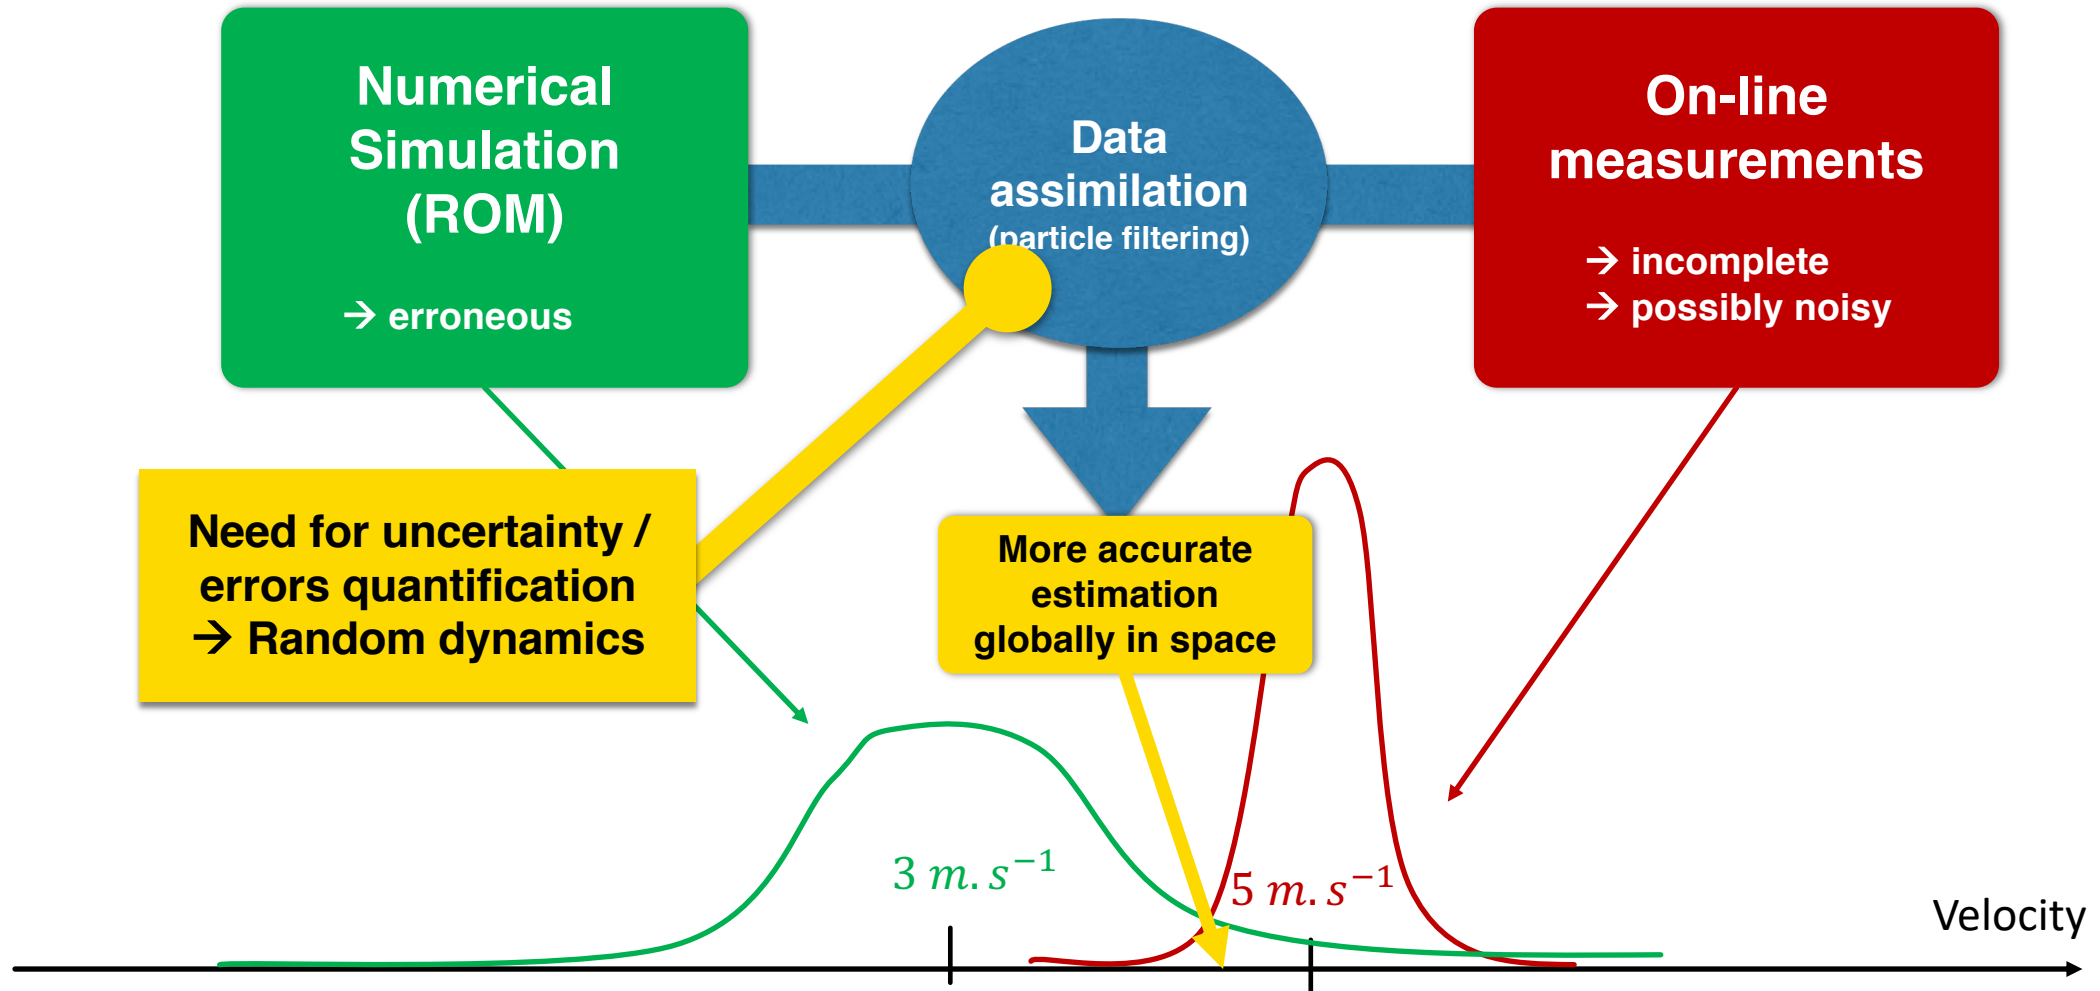 Numerical
Simulation
(ROM)
→ erroneous
Data
assimilation
(particle filtering)
On-line
measurements
→ incomplete
→ possibly noisy
Need for uncertainty /
errors quantification
→ Random dynamics
More accurate
estimation
globally in space
3 m.s⁻¹
5 m.s⁻¹
Velocity